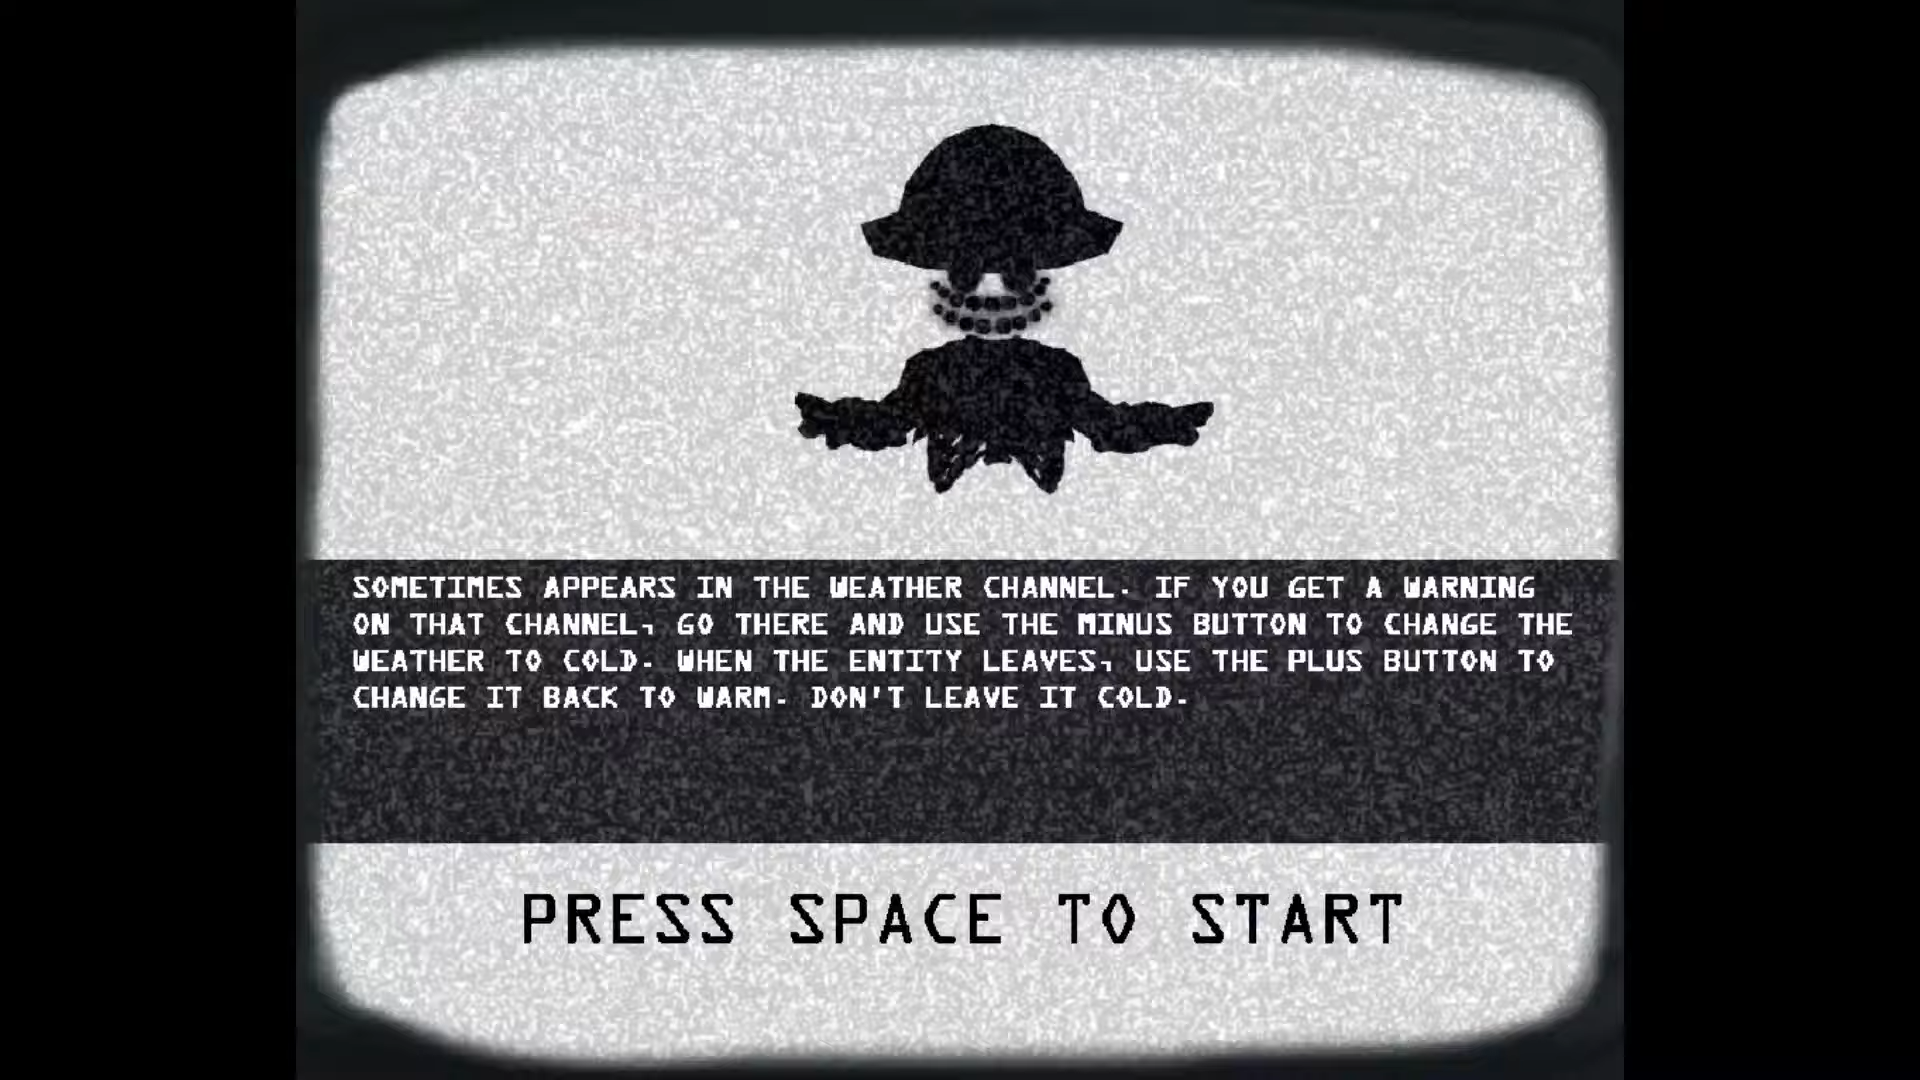 SOMETIMES APPEARS IN THE WEATHER CHANNEL. IF YOU GET A WARNING
ON THAT CHANNEL, GO THERE AND USE THE MINUS BUTTON TO CHANGE THE
WEATHER TO COLD. WHEN THE ENTITY LEAVES, USE THE PLUS BUTTON TO
CHANGE IT BACK TO WARM. DON'T LEAVE IT COLD.
PRESS SPACE TO START